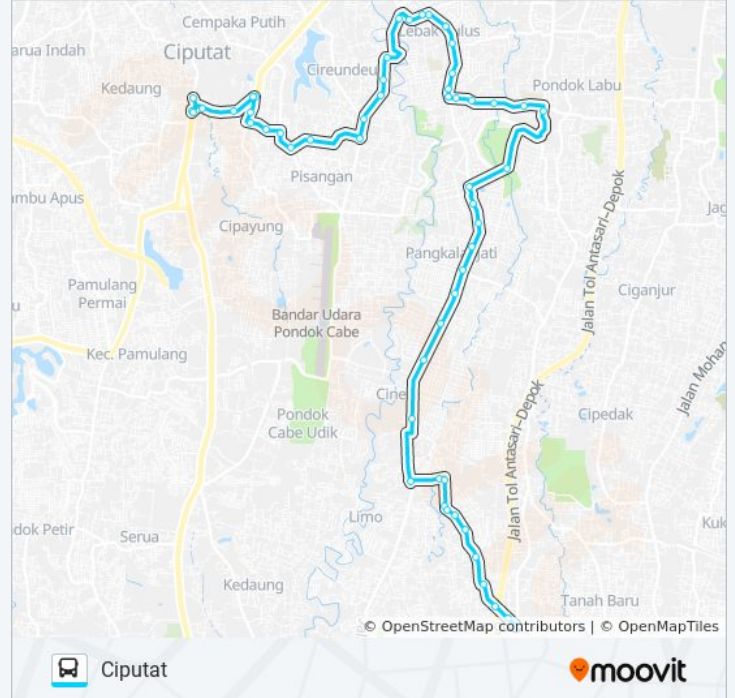 Cempaka Putih
arua Indah
Ciputat
Lebak Bulus
Cireundeu
Kedaung
Pondok Labu
Pisangan
mbu Apus
Jag
Cipayung
Pangkalan Jati
Jalan Tol Antasari–Depok
Pamulang
Permai
Ciganjur
u
Bandar Udara
Pondok Cabe
Kec. Pamulang
Jalan Mohan
Cine
Jalan Tol Antasari–Depok
Pondok
Cabe Udik
Cipedak
Limo
dok Petir
Serua
Kuk
Kedaung
Tanah Baru
© OpenStreetMap contributors | © OpenMapTiles
Ciputat
moovit